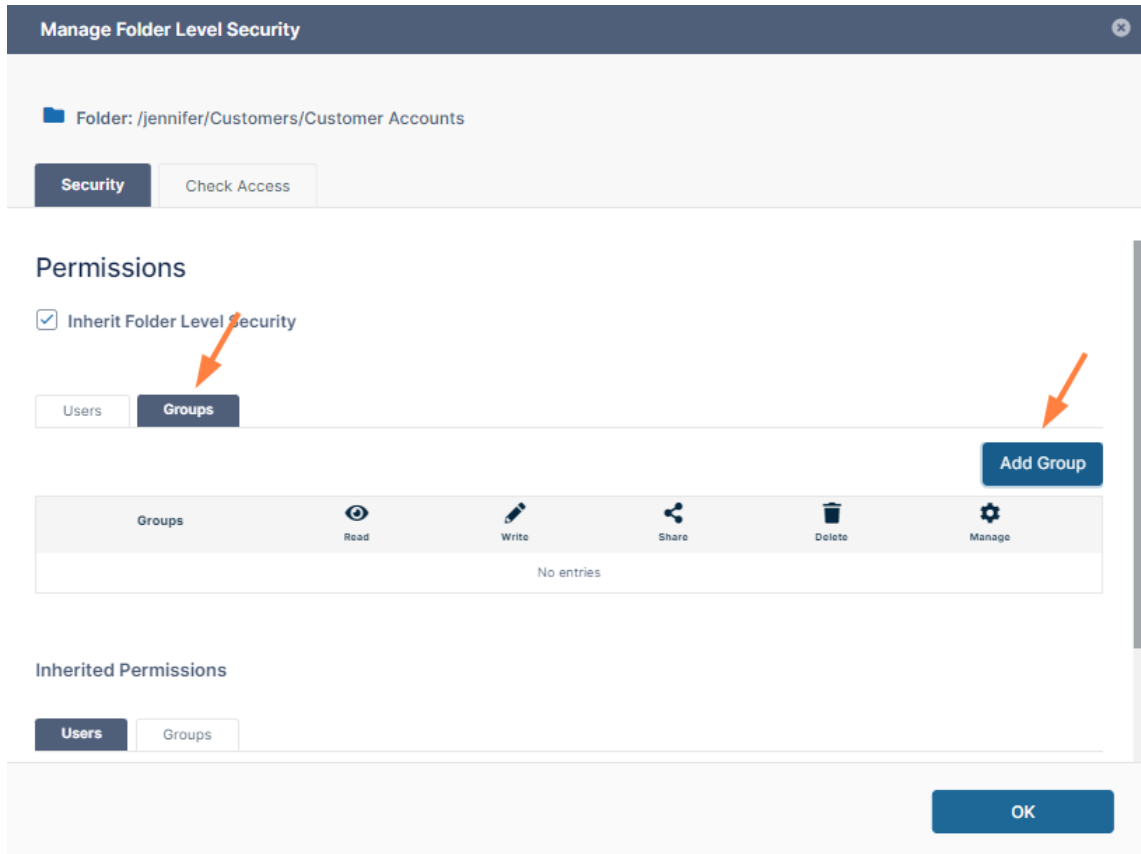 Manage Folder Level Security
Folder: /jennifer/Customers/Customer Accounts
Security Check Access
Permissions
Inherit Folder Level Security
Users Groups
Add Group
Groups Read Write Share Delete Manage
No entries
Inherited Permissions
Users Groups
OK